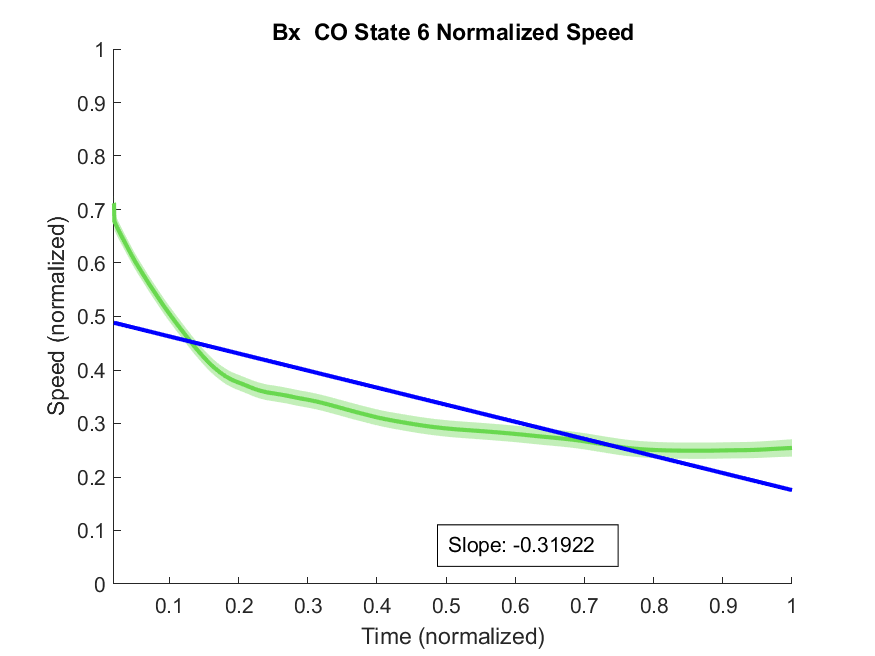 Bx  CO State 6 Normalized Speed
1
0.9
0.8
0.7
0.6
0.5
0.4
0.3
0.2
0.1
0
Speed (normalized)
Slope: -0.31922
0.1 0.2 0.3 0.4 0.5 0.6 0.7 0.8 0.9 1
Time (normalized)